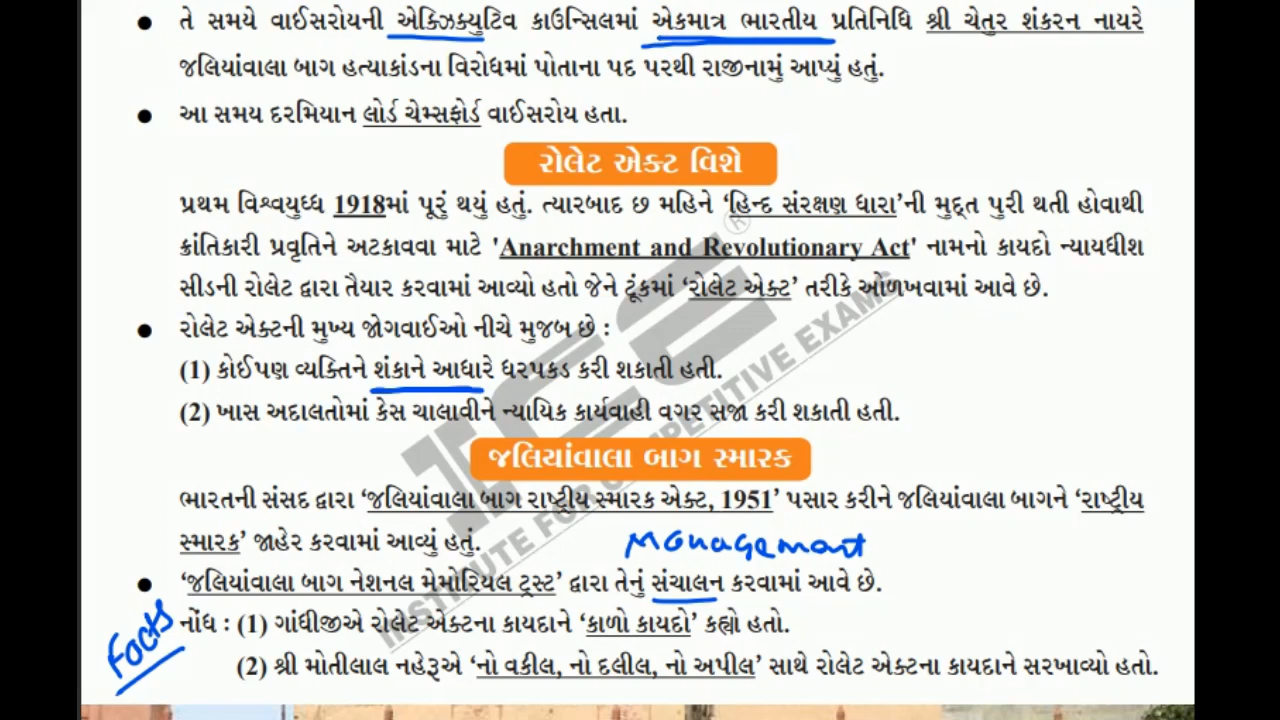 • તે સમયે વાઈસરોયની એક્ઝિક્યુટિવ કાઉન્સિલમાં એકમાત્ર ભારતીય પ્રતિનિધિ શ્રી ચેતુર શંકરન નાયરે
જલિયાંવાલા બાગ હત્યાકાંડના વિરોધમાં પોતાના પદ પરથી રાજીનામું આપ્યું હતું.
• આ સમય દરમિયાન લોર્ડ ચેમ્સફોર્ડ વાઈસરોય હતા.
રોલેટ એક્ટ વિશે
પ્રથમ વિશ્વયુધ્ધ 1918માં પૂરું થયું હતું. ત્યારબાદ છ મહિને ‘હિન્દ સંરક્ષણ ધારા’ની મુદ્દત પુરી થતી હોવાથી
ક્રાંતિકારી પ્રવૃતિને અટકાવવા માટે 'Anarchment and Revolutionary Act' નામનો કાયદો ન્યાયધીશ
સીડની રોલેટ દ્વારા તૈયાર કરવામાં આવ્યો હતો જેને ટૂંકમાં ‘રોલેટ એક્ટ’ તરીકે ઓળખવામાં આવે છે.
• રોલેટ એક્ટની મુખ્ય જોગવાઈઓ નીચે મુજબ છે :
(1) કોઈપણ વ્યક્તિને શંકાને આધારે ધરપકડ કરી શકાતી હતી.
(2) ખાસ અદાલતોમાં કેસ ચાલાવીને ન્યાયિક કાર્યવાહી વગર સજા કરી શકાતી હતી.
જલિયાંવાલા બાગ સ્મારક
ભારતની સંસદ દ્વારા ‘જલિયાંવાલા બાગ રાષ્ટ્રીય સ્મારક એક્ટ, 1951’ પસાર કરીને જલિયાંવાલા બાગને ‘રાષ્ટ્રીય
સ્મારક’ જાહેર કરવામાં આવ્યું હતું.
Management
• ‘જલિયાંવાલા બાગ નેશનલ મેમોરિયલ ટ્રસ્ટ’ દ્વારા તેનું સંચાલન કરવામાં આવે છે.
Facts
નોંધ : (1) ગાંધીજીએ રોલેટ એક્ટના કાયદાને ‘કાળો કાયદો’ કહ્યો હતો.
(2) શ્રી મોતીલાલ નહેરૂએ ‘નો વકીલ, નો દલીલ, નો અપીલ’ સાથે રોલેટ એક્ટના કાયદાને સરખાવ્યો હતો.
ICE ®
INSTITUTE FOR COMPETITIVE EXAMS